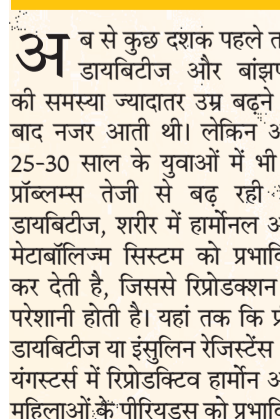 अब से कुछ दशक पहले त
डायबिटीज और बांझप
की समस्या ज्यादातर उम्र बढ़ने
बाद नजर आती थी। लेकिन अ
25-30 साल के युवाओं में भी
प्रॉब्लम्स तेजी से बढ़ रही
डायबिटीज, शरीर में हार्मोनल अ
मेटाबॉलिज्म सिस्टम को प्रभावि
कर देती है, जिससे रिप्रोडक्शन
परेशानी होती है। यहां तक कि प्र
डायबिटीज या इंसुलिन रेजिस्टेंस
यंगस्टर्स में रिप्रोडक्टिव हार्मोन अ
महिलाओं के पीरियड्स को प्रभावि